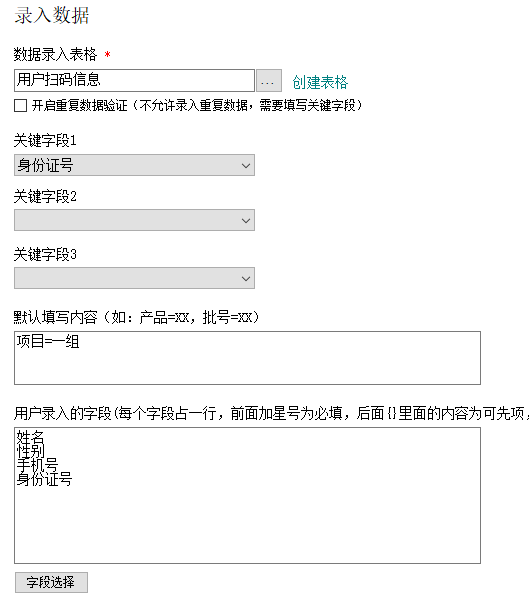 录入数据
数据录入表格 *
用户扫码信息 ... 创建表格
开启重复数据验证（不允许录入重复数据，需要填写关键字段）
关键字段1
身份证号
关键字段2
关键字段3
默认填写内容（如：产品=XX，批号=XX）
项目=一组
用户录入的字段(每个字段占一行，前面加星号为必填，后面{}里面的内容为可先项，
姓名
性别
手机号
身份证号
字段选择